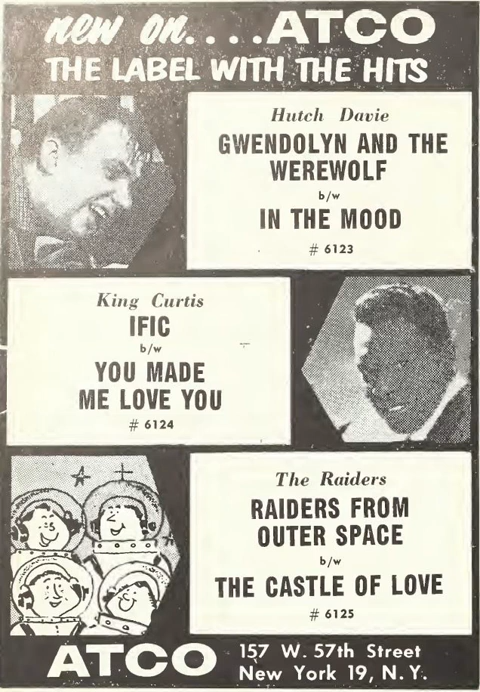 new on....ATCO
THE LABEL WITH THE HITS
Hutch Davie
GWENDOLYN AND THE
WEREWOLF
b/w
IN THE MOOD
# 6123
King Curtis
IFIC
b/w
YOU MADE
ME LOVE YOU
# 6124
The Raiders
RAIDERS FROM
OUTER SPACE
b/w
THE CASTLE OF LOVE
# 6125
ATCO 157 W. 57th Street
New York 19, N.Y.